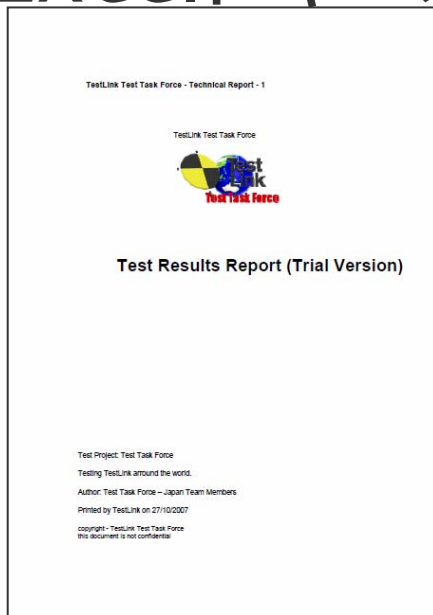 TestLink Test Task Force - Technical Report - 1
TestLink Test Task Force
Test
Link
Test Task Force
Test Results Report (Trial Version)
Test Project: Test Task Force
Testing TestLink arround the world.
Author: Test Task Force – Japan Team Members
Printed by TestLink on 27/10/2007
copyright - TestLink Test Task Force
this document is not confidential